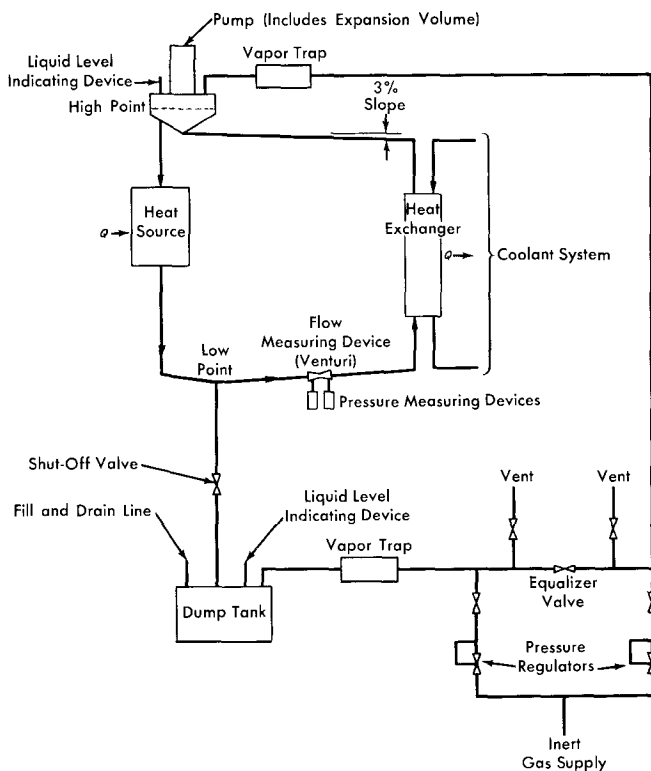 Pump (Includes Expansion Volume)
Liquid Level
Indicating Device
Vapor Trap
High Point
3%
Slope
Heat
Source
Q
Heat
Exchanger
Q
Coolant System
Flow
Measuring Device
(Venturi)
Low
Point
Pressure Measuring Devices
Shut-Off Valve
Fill and Drain Line
Liquid Level
Indicating Device
Vent
Vent
Vapor Trap
Equalizer
Valve
Dump Tank
Pressure
Regulators
Inert
Gas Supply